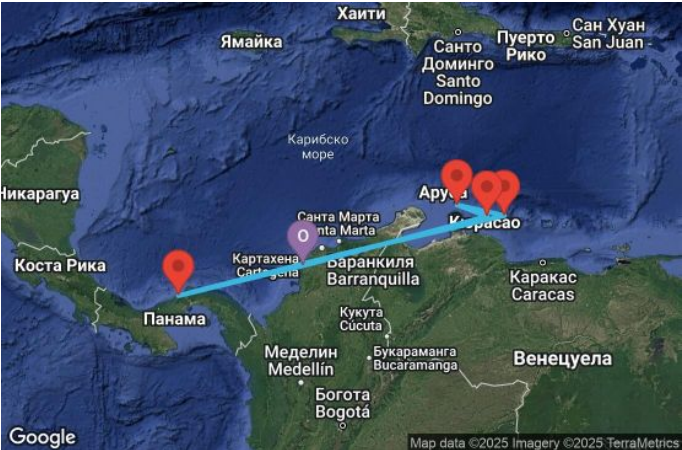 Хаити
Ямайка
Сан Хуан
San Juan
Пуерто
Рико
Санто
Доминго
Santo
Domingo
Карибско
море
Никарагуа
Аруба
Кюрасао
Санта Марта
Santa Marta
О
Картахена
Cartagena
Баранкиля
Barranquilla
Коста Рика
Каракас
Caracas
Панама
Кукута
Cúcuta
Меделин
Medellín
Букараманга
Bucaramanga
Венецуела
Богота
Bogotá
Google
Map data ©2025 Imagery ©2025 TerraMetrics